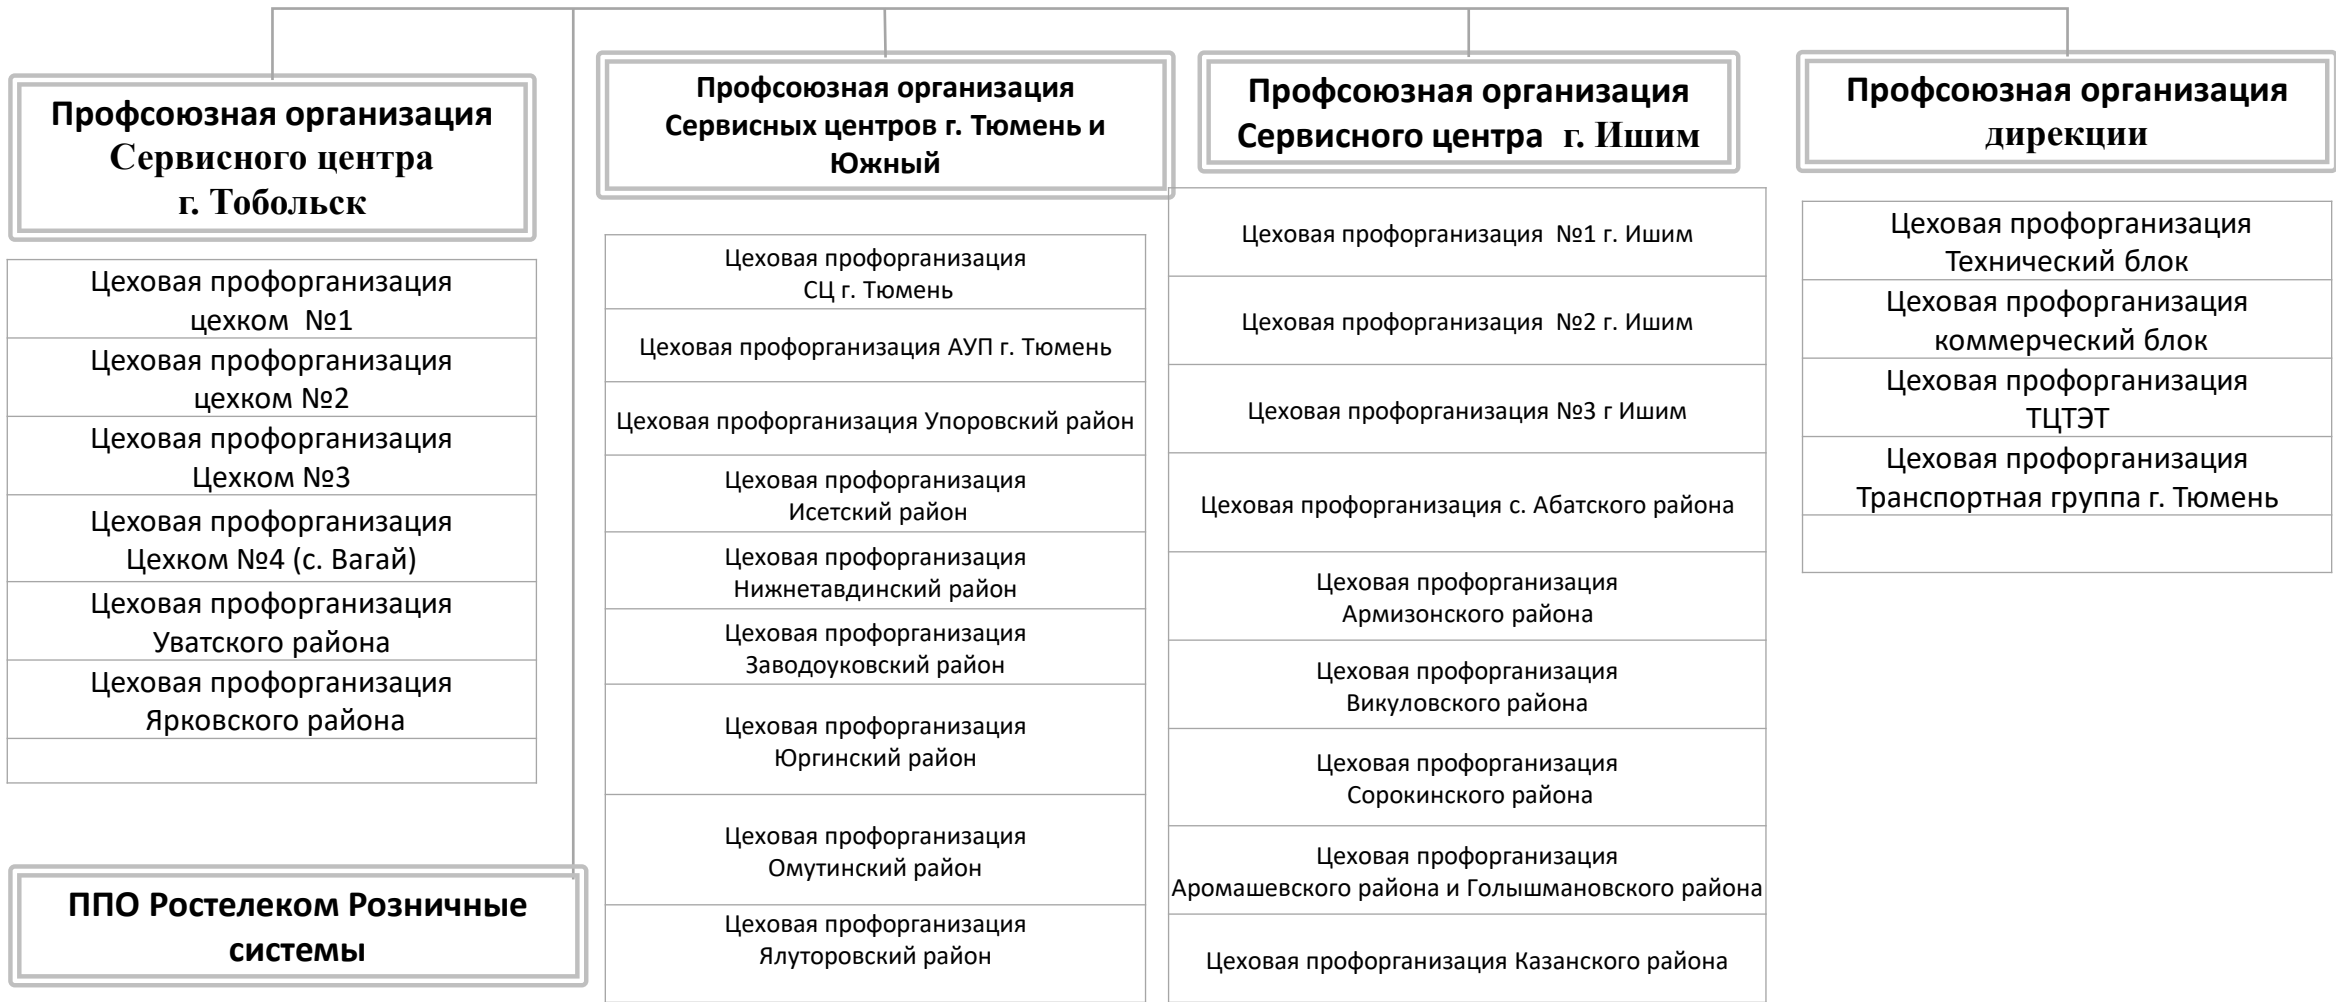 Профсоюзная организация
Сервисного центра
г. Тобольск
Цеховая профорганизация
цехком №1
Цеховая профорганизация
цехком №2
Цеховая профорганизация
Цехком №3
Цеховая профорганизация
Цехком №4 (с. Вагай)
Цеховая профорганизация
Уватского района
Цеховая профорганизация
Ярковского района
ППО Ростелеком Розничные
системы
Профсоюзная организация
Сервисных центров г. Тюмень и
Южный
Цеховая профорганизация
СЦ г. Тюмень
Цеховая профорганизация АУП г. Тюмень
Цеховая профорганизация Упоровский район
Цеховая профорганизация
Исетский район
Цеховая профорганизация
Нижнетавдинский район
Цеховая профорганизация
Заводоуковский район
Цеховая профорганизация
Юргинский район
Цеховая профорганизация
Омутинский район
Цеховая профорганизация
Ялуторовский район
Профсоюзная организация
Сервисного центра г. Ишим
Цеховая профорганизация №1 г. Ишим
Цеховая профорганизация №2 г. Ишим
Цеховая профорганизация №3 г Ишим
Цеховая профорганизация с. Абатского района
Цеховая профорганизация
Армизонского района
Цеховая профорганизация
Викуловского района
Цеховая профорганизация
Сорокинского района
Цеховая профорганизация
Аромашевского района и Голышмановского района
Цеховая профорганизация Казанского района
Профсоюзная организация
дирекции
Цеховая профорганизация
Технический блок
Цеховая профорганизация
коммерческий блок
Цеховая профорганизация
ТЦТЭТ
Цеховая профорганизация
Транспортная группа г. Тюмень